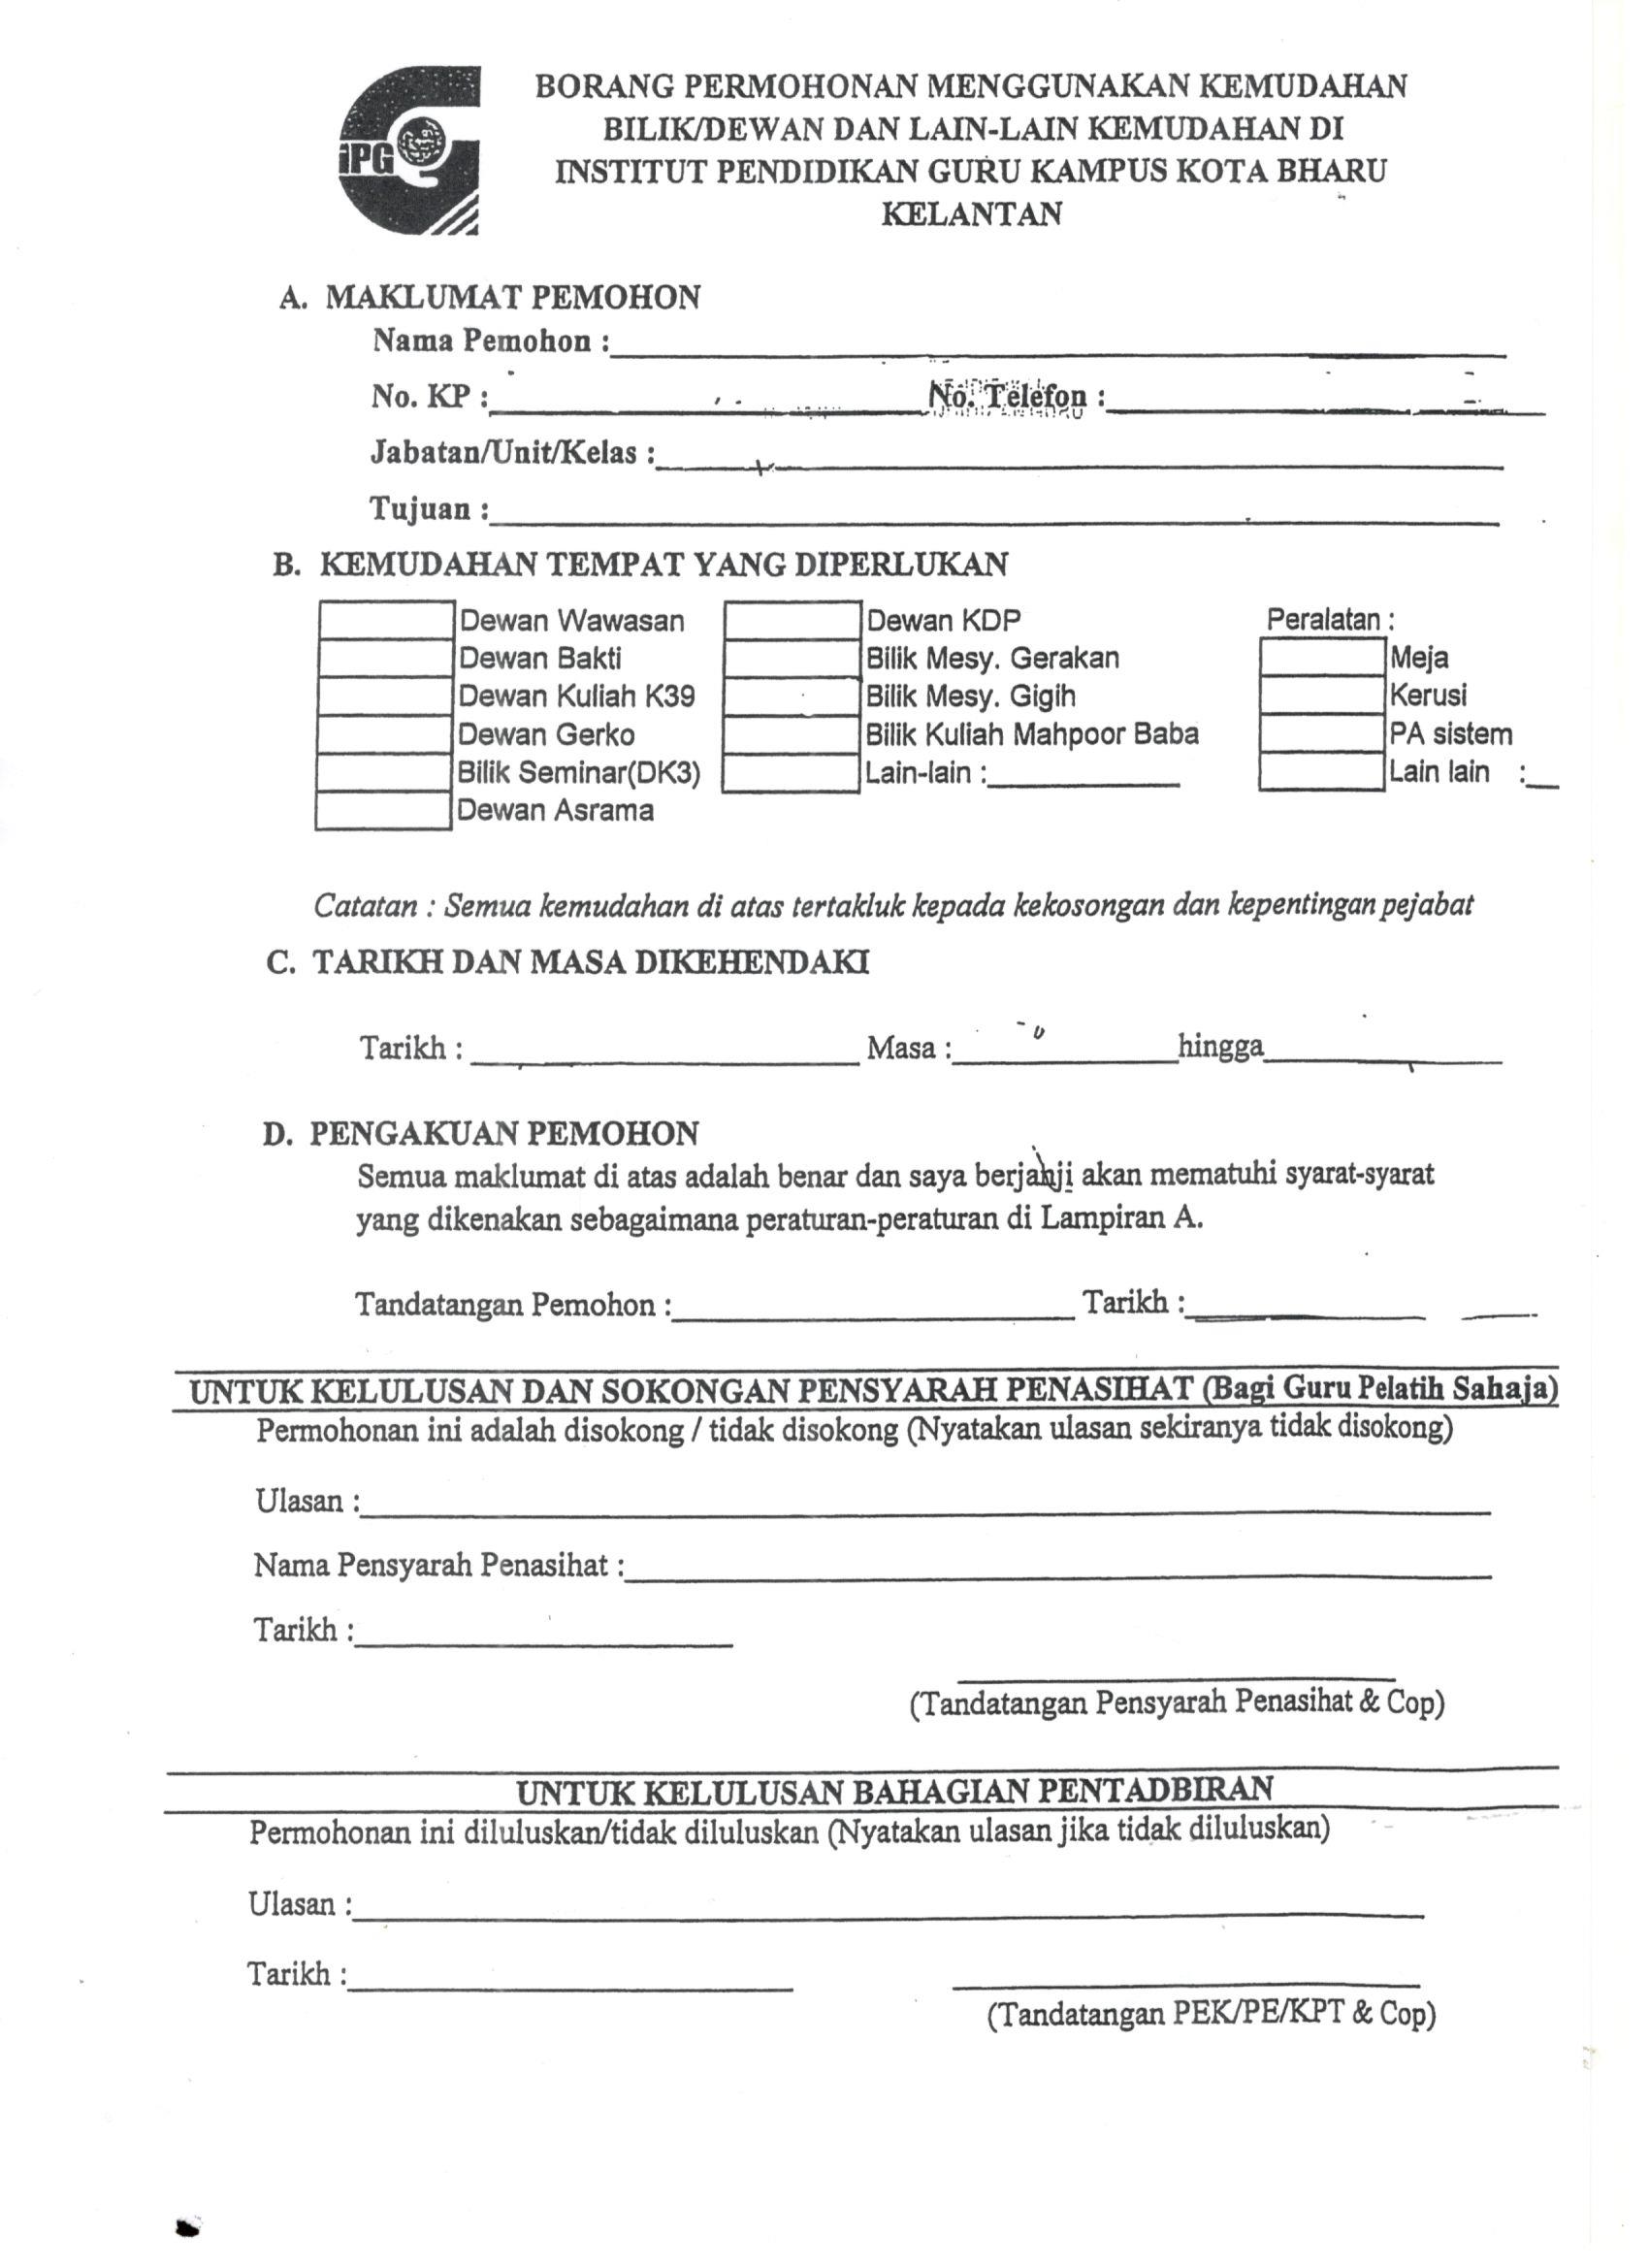 iPG
BORANG PERMOHONAN MENGGUNAKAN KEMUDAHAN
BILIK/DEWAN DAN LAIN-LAIN KEMUDAHAN DI
INSTITUT PENDIDIKAN GURU KAMPUS KOTA BHARU
KELANTAN
A. MAKLUMAT PEMOHON
Nama Pemohon :
No. KP : No. Telefon :
Jabatan/Unit/Kelas :
Tujuan :
B. KEMUDAHAN TEMPAT YANG DIPERLUKAN
Dewan Wawasan Dewan KDP Peralatan :
Dewan Bakti Bilik Mesy. Gerakan Meja
Dewan Kuliah K39 Bilik Mesy. Gigih Kerusi
Dewan Gerko Bilik Kuliah Mahpoor Baba PA sistem
Bilik Seminar(DK3) Lain-lain : Lain lain :
Dewan Asrama
Catatan : Semua kemudahan di atas tertakluk kepada kekosongan dan kepentingan pejabat
C. TARIKH DAN MASA DIKEHENDAKI
Tarikh : Masa : hingga
D. PENGAKUAN PEMOHON
Semua maklumat di atas adalah benar dan saya berjanji akan mematuhi syarat-syarat
yang dikenakan sebagaimana peraturan-peraturan di Lampiran A.
Tandatangan Pemohon : Tarikh :
UNTUK KELULUSAN DAN SOKONGAN PENSYARAH PENASIHAT (Bagi Guru Pelatih Sahaja)
Permohonan ini adalah disokong / tidak disokong (Nyatakan ulasan sekiranya tidak disokong)
Ulasan :
Nama Pensyarah Penasihat :
Tarikh :
(Tandatangan Pensyarah Penasihat & Cop)
UNTUK KELULUSAN BAHAGIAN PENTADBIRAN
Permohonan ini diluluskan/tidak diluluskan (Nyatakan ulasan jika tidak diluluskan)
Ulasan :
Tarikh :
(Tandatangan PEK/PE/KPT & Cop)